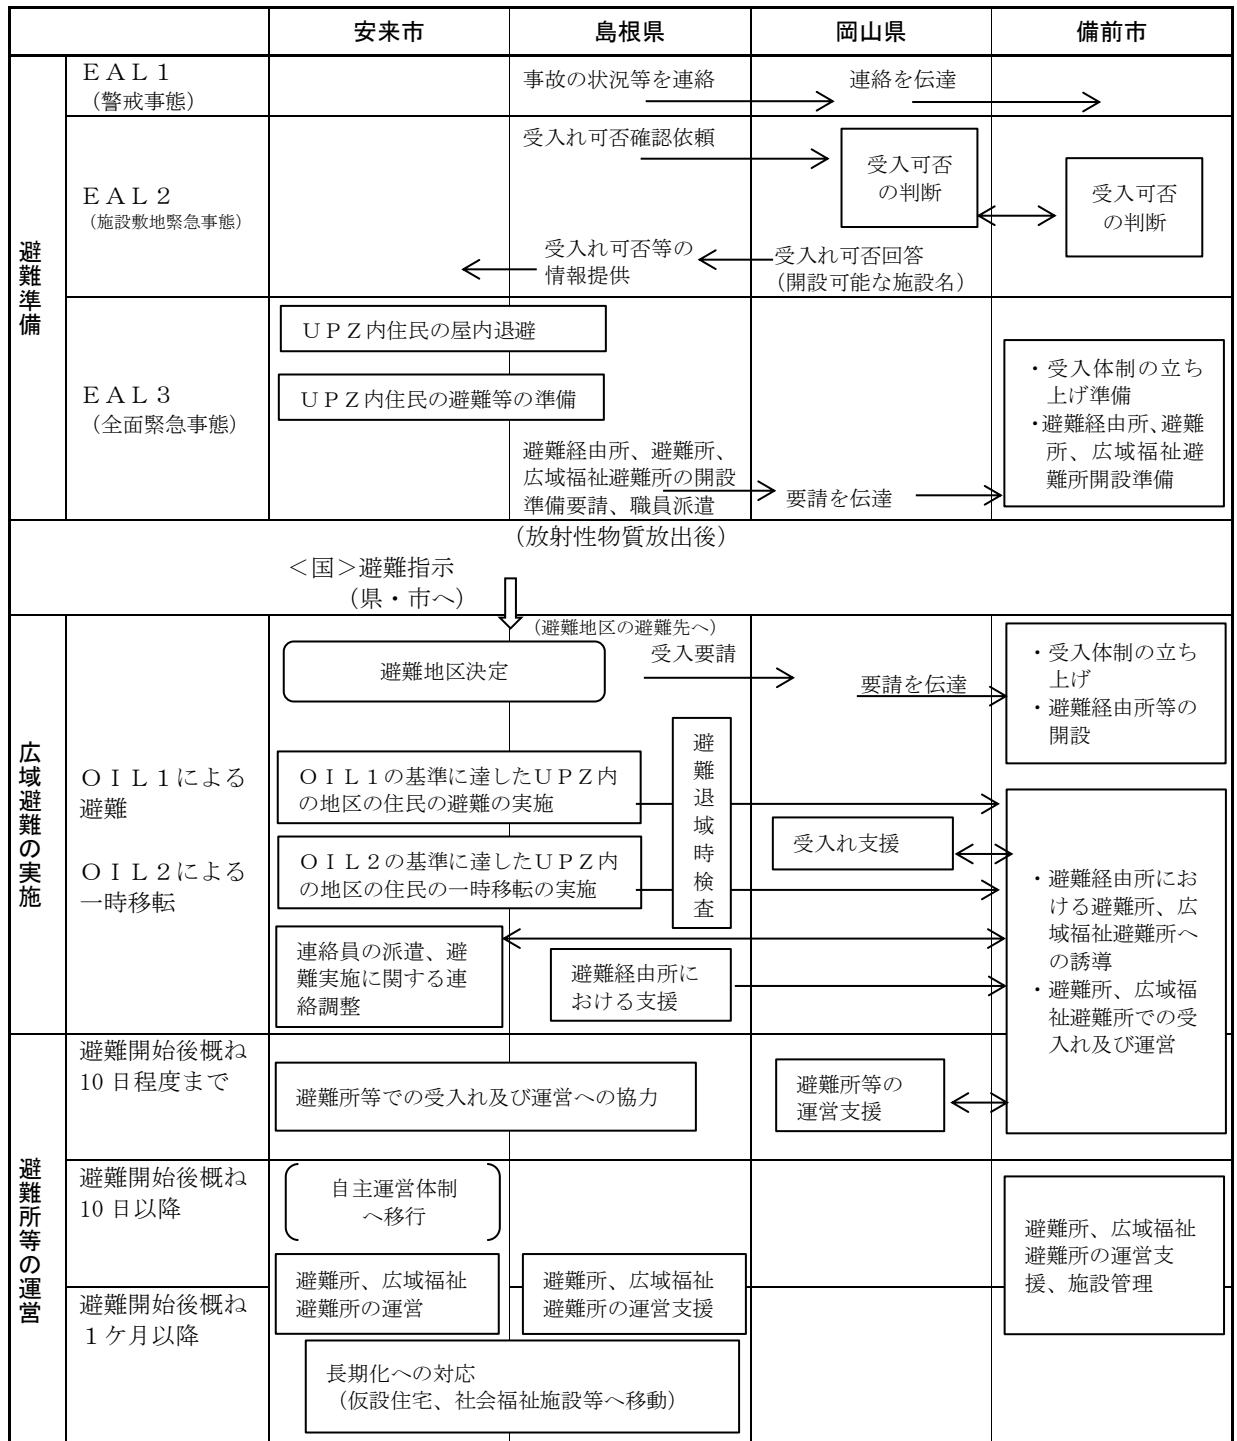 安来市
島根県
岡山県
備前市
避難準備
ＥＡＬ１
（警戒事態）
事故の状況等を連絡
連絡を伝達
ＥＡＬ２
（施設敷地緊急事態）
受入れ可否確認依頼
受入可否
の判断
受入可否
の判断
受入れ可否等の
情報提供
受入れ可否回答
（開設可能な施設名）
ＥＡＬ３
（全面緊急事態）
ＵＰＺ内住民の屋内退避
ＵＰＺ内住民の避難等の準備
避難経由所、避難所、
広域福祉避難所の開設
準備要請、職員派遣
要請を伝達
・受入体制の立ち
上げ準備
・避難経由所、避難
所、広域福祉避
難所開設準備
（放射性物質放出後）
＜国＞避難指示
（県・市へ）
広域避難の実施
ＯＩＬ１による
避難
ＯＩＬ２による
一時移転
避難地区決定
（避難地区の避難先へ）
受入要請
要請を伝達
・受入体制の立ち
上げ
・避難経由所等の
開設
ＯＩＬ１の基準に達したＵＰＺ内
の地区の住民の避難の実施
ＯＩＬ２の基準に達したＵＰＺ内
の地区の住民の一時移転の実施
避難退域時検査
受入れ支援
連絡員の派遣、避
難実施に関する連
絡調整
避難経由所に
おける支援
・避難経由所にお
ける避難所、広
域福祉避難所へ
の誘導
・避難所、広域福
祉避難所での受
入れ及び運営
避難所等の運営
避難開始後概ね
10 日程度まで
避難所等での受入れ及び運営への協力
避難所等の
運営支援
避難開始後概ね
10 日以降
自主運営体制
へ移行
避難所、広域福祉
避難所の運営
避難所、広域福祉
避難所の運営支援
避難所、広域福祉
避難所の運営支
援、施設管理
避難開始後概ね
１ケ月以降
長期化への対応
（仮設住宅、社会福祉施設等へ移動）